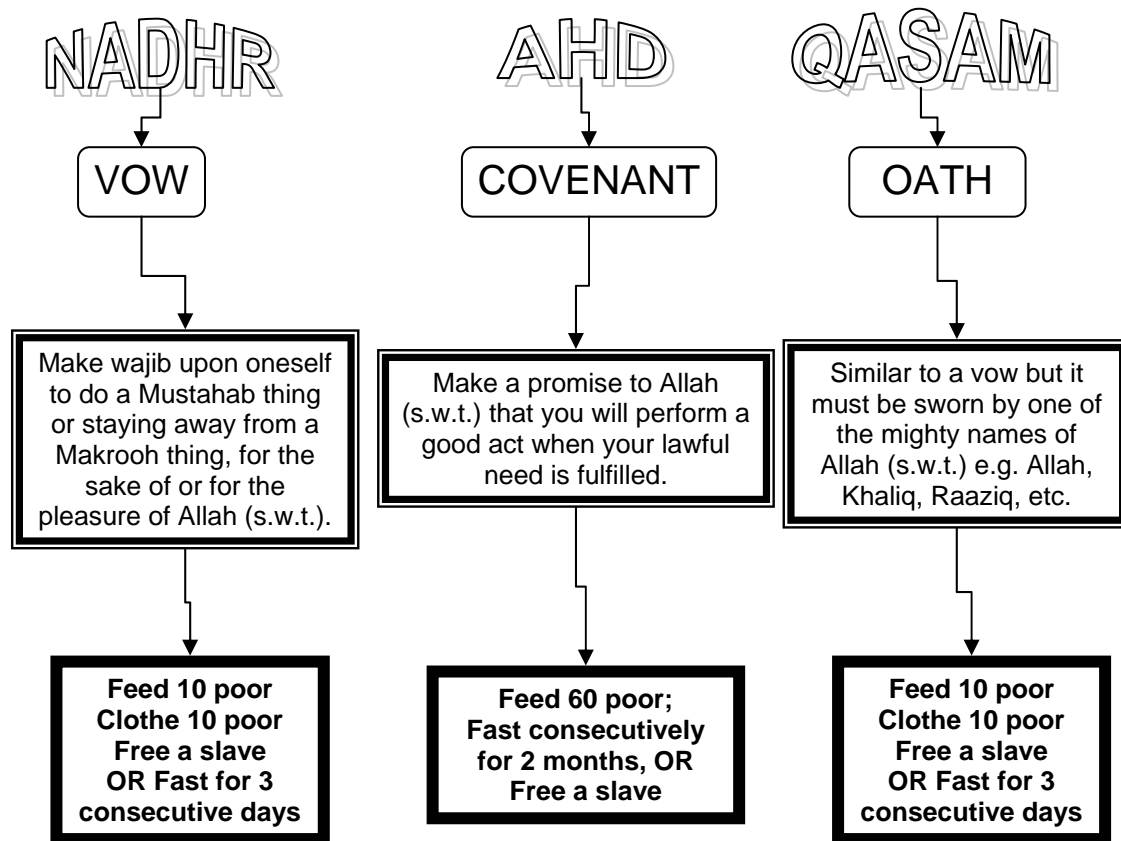 NADHR
VOW
Make wajib upon oneself
to do a Mustahab thing
or staying away from a
Makrooh thing, for the
sake of or for the
pleasure of Allah (s.w.t.).
Feed 10 poor
Clothe 10 poor
Free a slave
OR Fast for 3
consecutive days
AHD
COVENANT
Make a promise to Allah
(s.w.t.) that you will perform a
good act when your lawful
need is fulfilled.
Feed 60 poor;
Fast consecutively
for 2 months, OR
Free a slave
QASAM
OATH
Similar to a vow but it
must be sworn by one of
the mighty names of
Allah (s.w.t.) e.g. Allah,
Khaliq, Raaziq, etc.
Feed 10 poor
Clothe 10 poor
Free a slave
OR Fast for 3
consecutive days